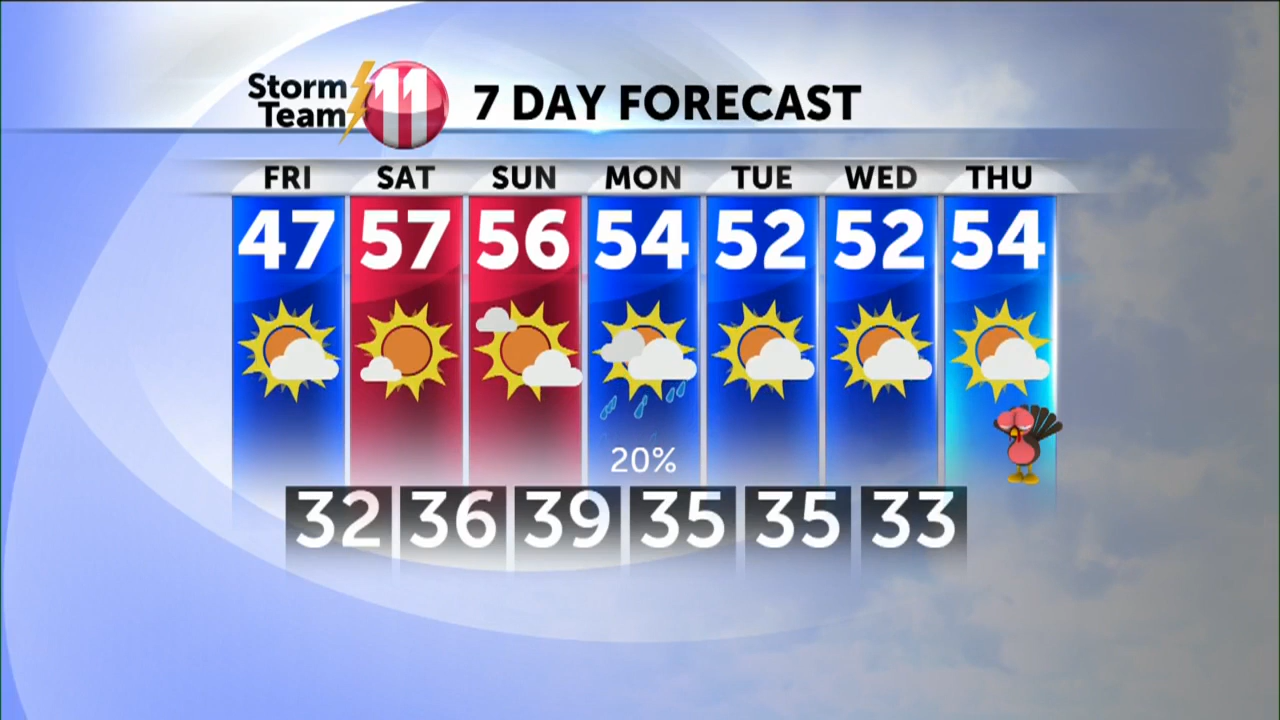 Storm
Team
11
7 DAY FORECAST
FRI SAT SUN MON TUE WED THU
47 57 56 54 52 52 54
20%
32 36 39 35 35 33